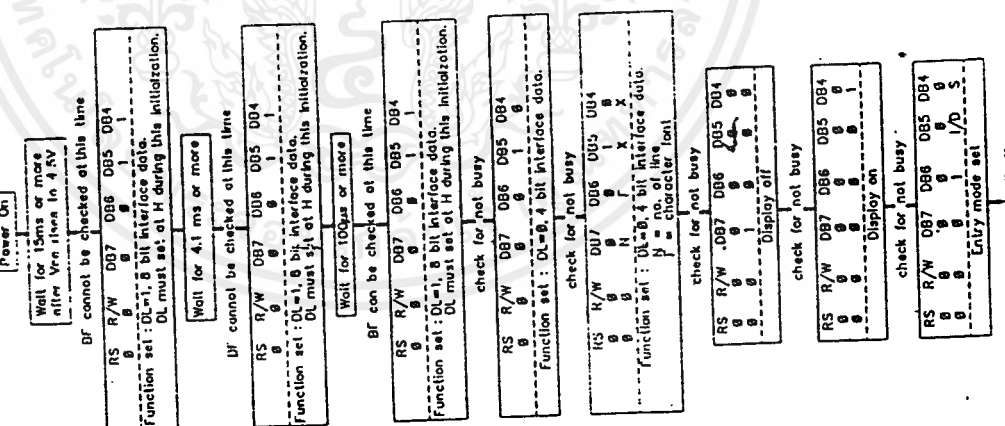 Power On
Wait for 15ms or more
after
4.5V
BF connot be checked at this time
RS R/W DB7 DB6 DB5 DB4
0 0 0 0 1 1
Function set : DL=1, 8 bit interface data.
DL must set at H during this initialization.
Wait for 4.1 ms or more
BF cannot be checked at this time
RS R/W DB7 DB6 DB5 DB4
0 0 0 0 1 1
Function set : DL=1, 8 bit interface data.
DL must set at H during this initialization.
Wait for 100µs or more
BF can be checked at this time
RS R/W DB7 DB6 DB5 DB4
0 0 0 0 1 1
Function set : DL=1, 8 bit interface data.
DL must set at H during this initialization.
check for not busy
RS R/W DB7 DB6 DB5 DB4
0 0 0 0 1 0
Function set : DL=0, 4 bit interface data.
check for not busy
RS R/W DB7 DB6 DB5 DB4
0 0 0 0 1 0
0 0 N F X X
Function set : DL=0, 4 bit interface data.
N = no. of line
F = character font
check for not busy
RS R/W DB7 DB6 DB5 DB4
0 0 0 0 0
0 0 1 0 0 0
Display off
check for not busy
RS R/W DB7 DB6 DB5 DB4
0 0 0 0 0 0
0 0 0 0 0 1
Display on
check for not busy
RS R/W DB7 DB6 DB5 DB4
0 0 0 0 0 0
0 0 0 1 I/D S
Entry mode set